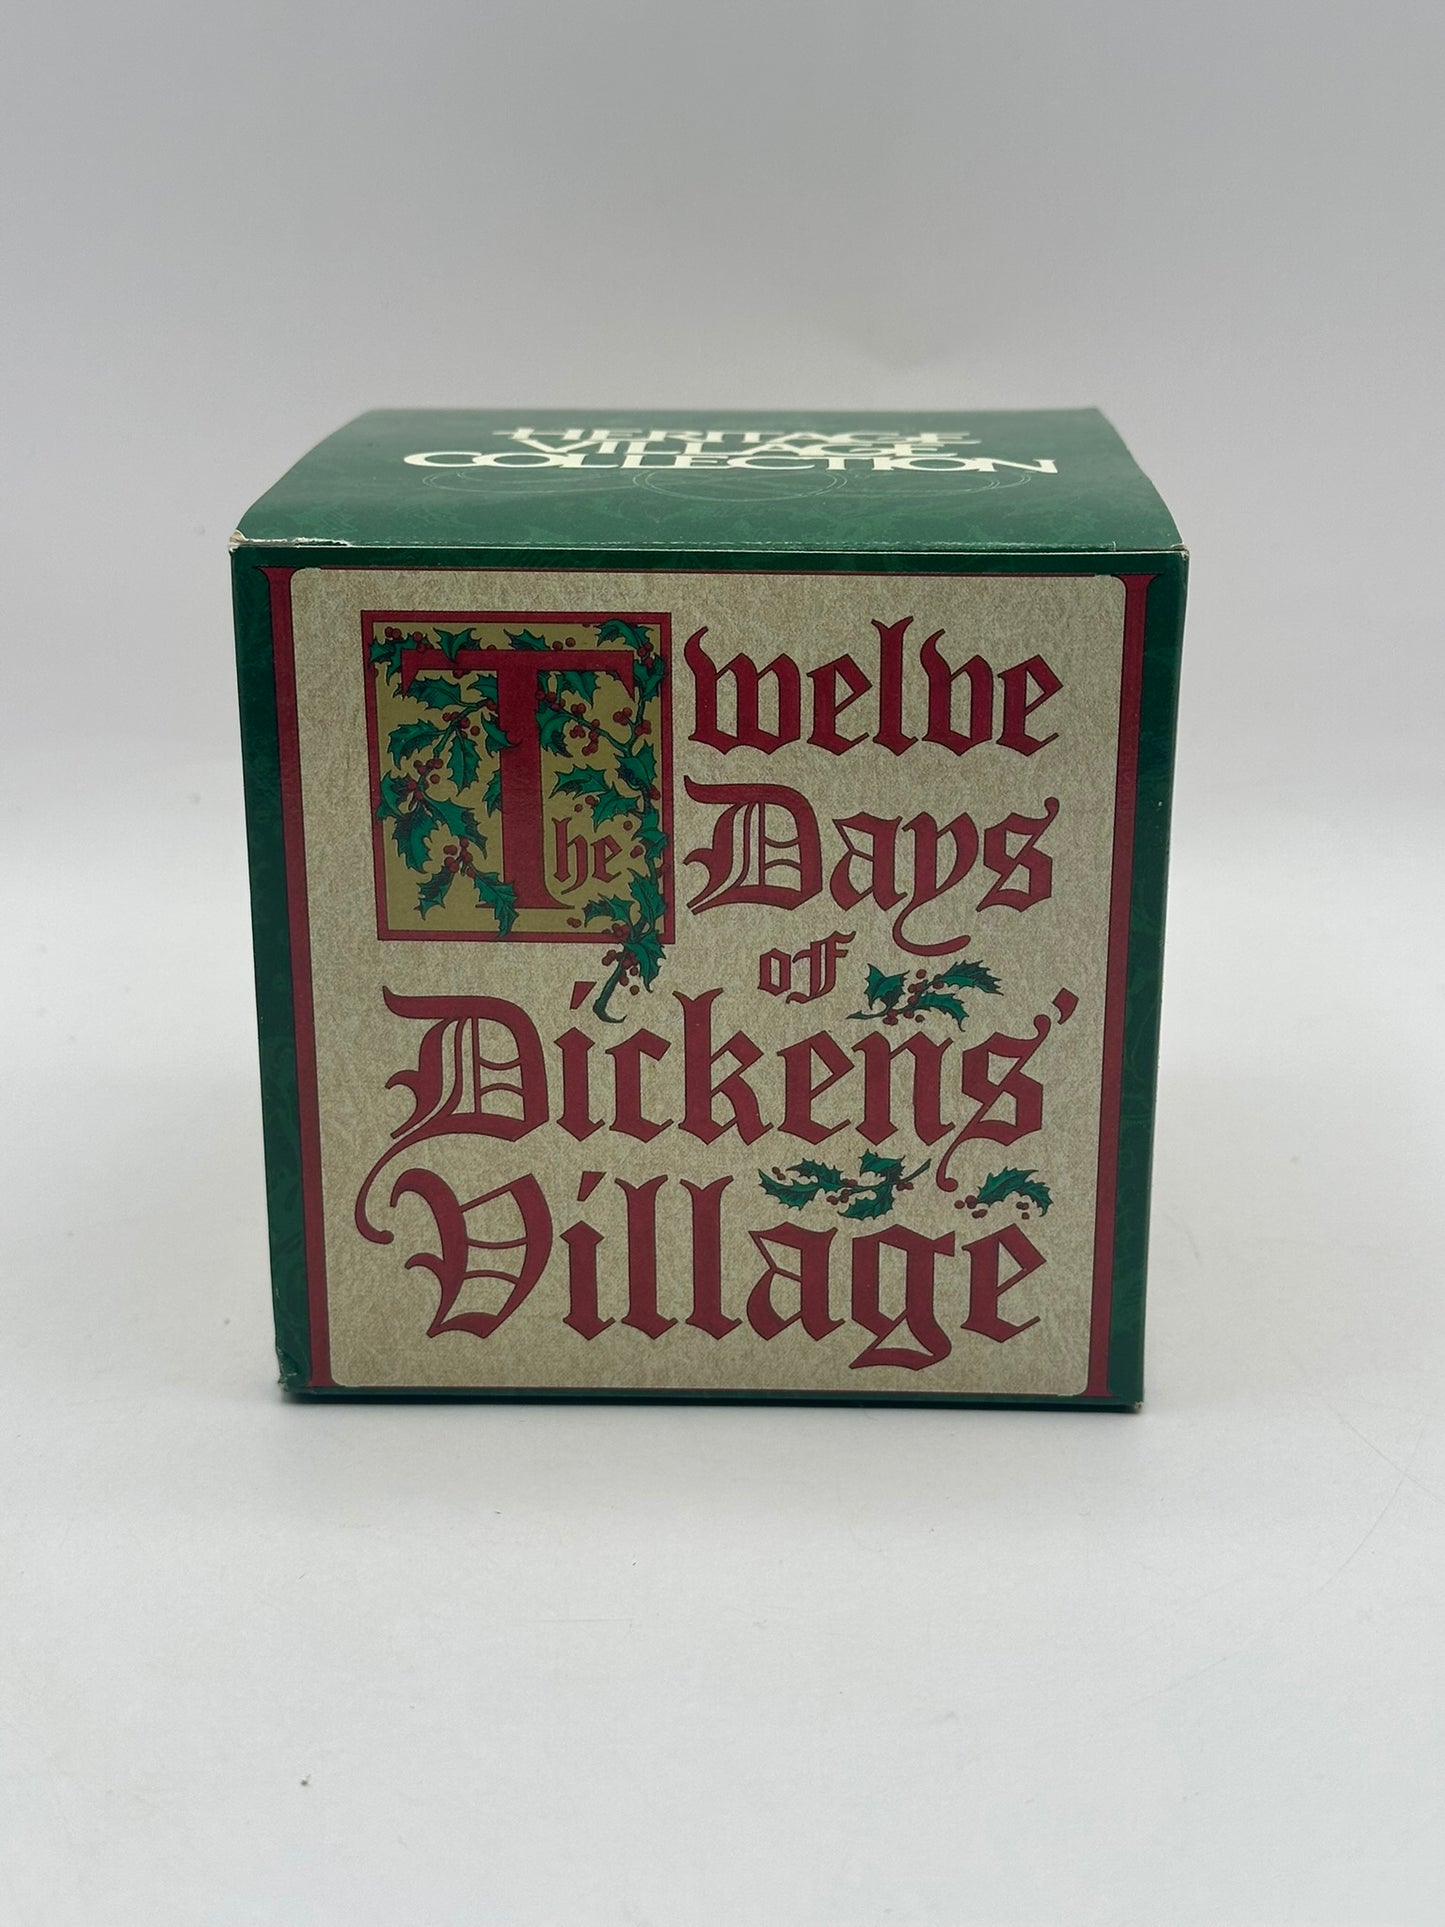 HERITAGE
VILLAGE
COLLECTION
The Twelve
Days
of
Dickens'
Village